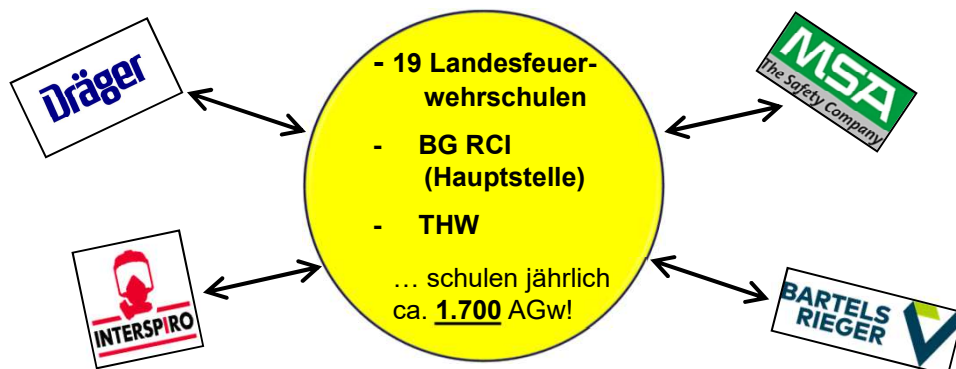 Dräger
MSA
The Safety Company
- 19 Landesfeuer-
wehrschulen
- BG RCI
(Hauptstelle)
- THW
… schulen jährlich
ca. 1.700 AGw!
INTERSPIRO
BARTELS
RIEGER